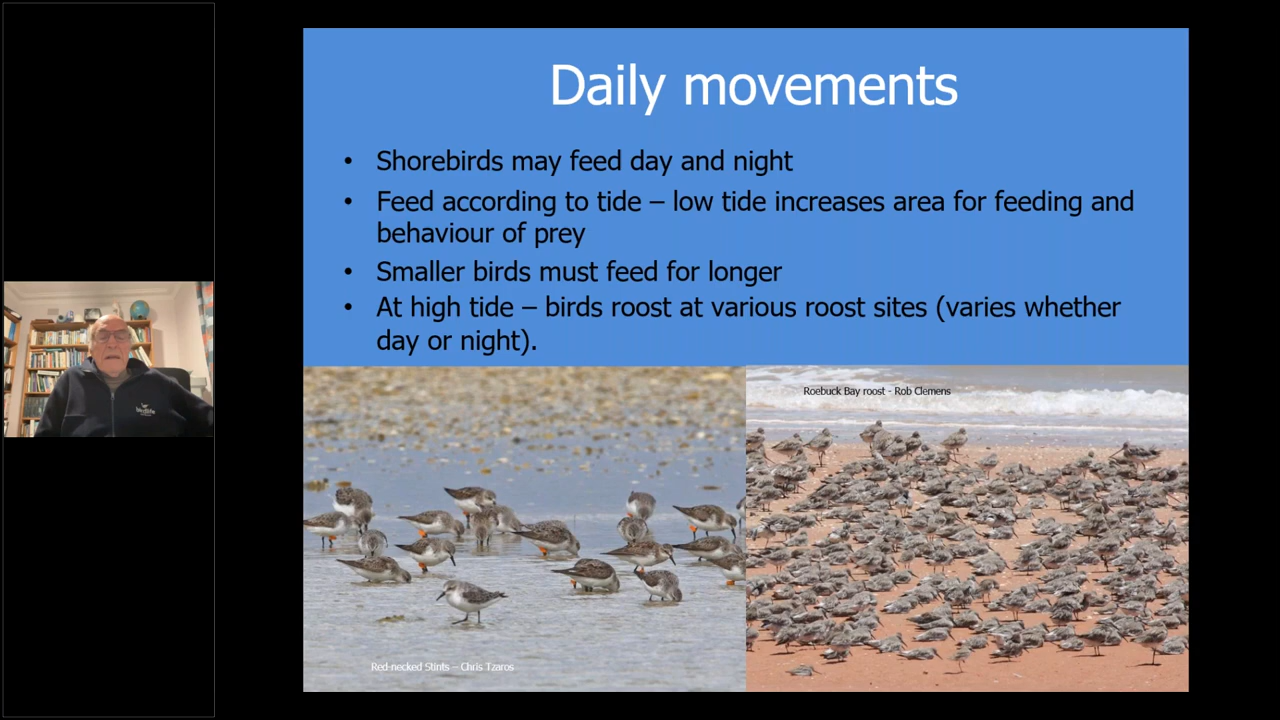 Daily movements
• Shorebirds may feed day and night
• Feed according to tide – low tide increases area for feeding and
behaviour of prey
• Smaller birds must feed for longer
• At high tide – birds roost at various roost sites (varies whether
day or night).
Roebuck Bay roost - Rob Clemens
birdlife
Red-necked Stints – Chris Tzaros